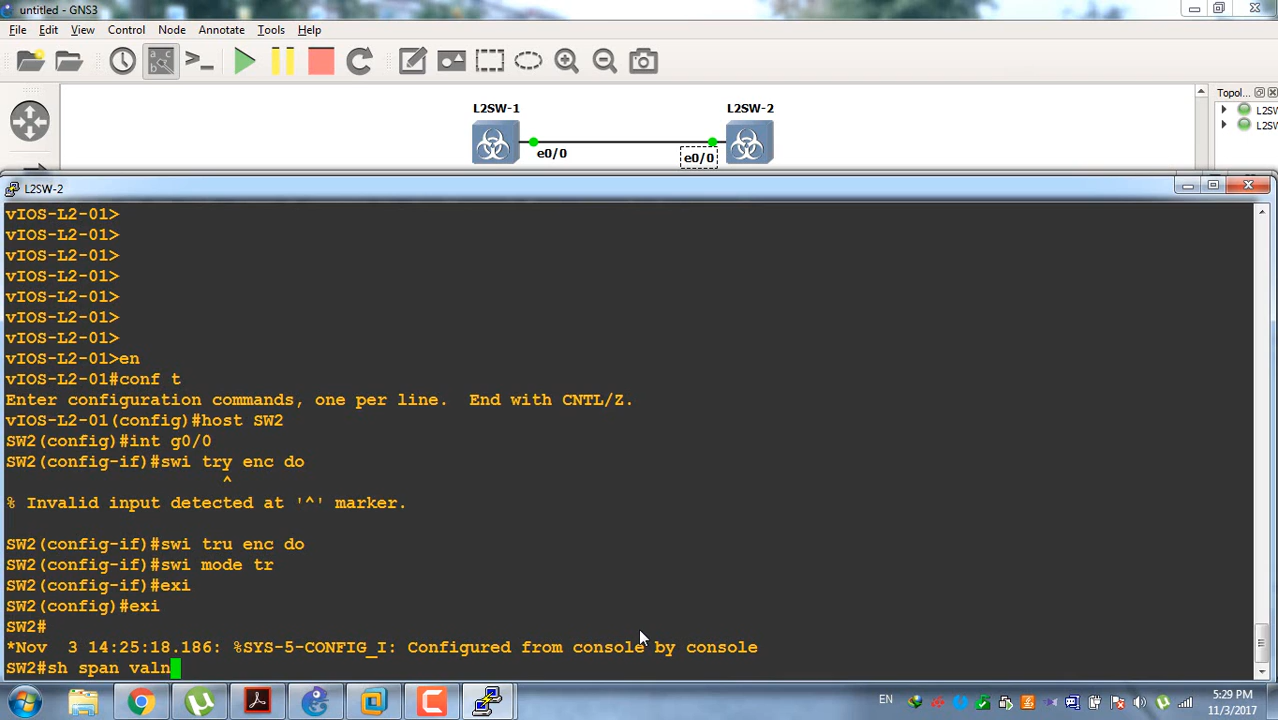 untitled - GNS3
File Edit View Control Node Annotate Tools Help
L2SW-1
L2SW-2
e0/0
e0/0
Topol...
L2SW
L2SW
L2SW-2
vIOS-L2-01>
vIOS-L2-01>
vIOS-L2-01>
vIOS-L2-01>
vIOS-L2-01>
vIOS-L2-01>
vIOS-L2-01>
vIOS-L2-01>en
vIOS-L2-01#conf t
Enter configuration commands, one per line.  End with CNTL/Z.
vIOS-L2-01(config)#host SW2
SW2(config)#int g0/0
SW2(config-if)#swi try enc do
^
% Invalid input detected at '^' marker.
SW2(config-if)#swi tru enc do
SW2(config-if)#swi mode tr
SW2(config-if)#exi
SW2(config)#exi
SW2#
*Nov  3 14:25:18.186: %SYS-5-CONFIG_I: Configured from console by console
SW2#sh span valn
EN
5:29 PM
11/3/2017